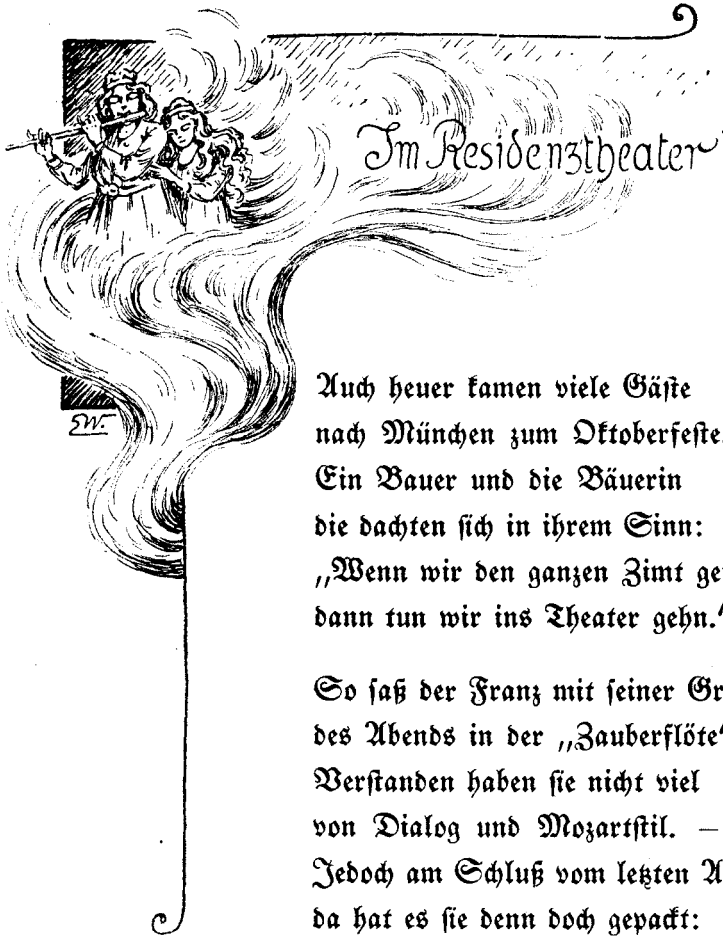 Im Residenztheater
EW.
Auch heuer kamen viele Gäste
nach München zum Oktoberfeste.
Ein Bauer und die Bäuerin
die dachten sich in ihrem Sinn:
„Wenn wir den ganzen Zimt
dann tun wir ins Theater gehn.“
So saß der Franz mit seiner
des Abends in der „Zauberflöte“
Verstanden haben sie nicht viel
von Dialog und Mozartstil. –
Jedoch am Schluß vom letzten
da hat es sie denn doch gepackt: